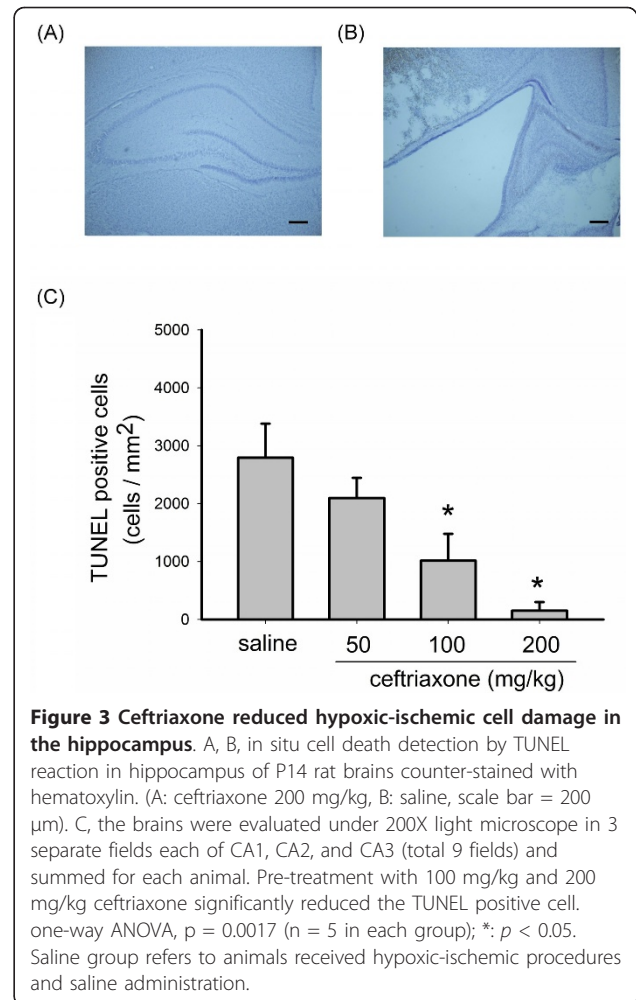 (A)
(B)
(C)
TUNEL positive cells
(cells / mm2)
5000
4000
3000
2000
1000
0
*
*
saline
50
100
200
ceftriaxone (mg/kg)
Figure 3 Ceftriaxone reduced hypoxic-ischemic cell damage in
the hippocampus. A, B, in situ cell death detection by TUNEL
reaction in hippocampus of P14 rat brains counter-stained with
hematoxylin. (A: ceftriaxone 200 mg/kg, B: saline, scale bar = 200
μm). C, the brains were evaluated under 200X light microscope in 3
separate fields each of CA1, CA2, and CA3 (total 9 fields) and
summed for each animal. Pre-treatment with 100 mg/kg and 200
mg/kg ceftriaxone significantly reduced the TUNEL positive cell.
one-way ANOVA, p = 0.0017 (n = 5 in each group); *: p < 0.05.
Saline group refers to animals received hypoxic-ischemic procedures
and saline administration.